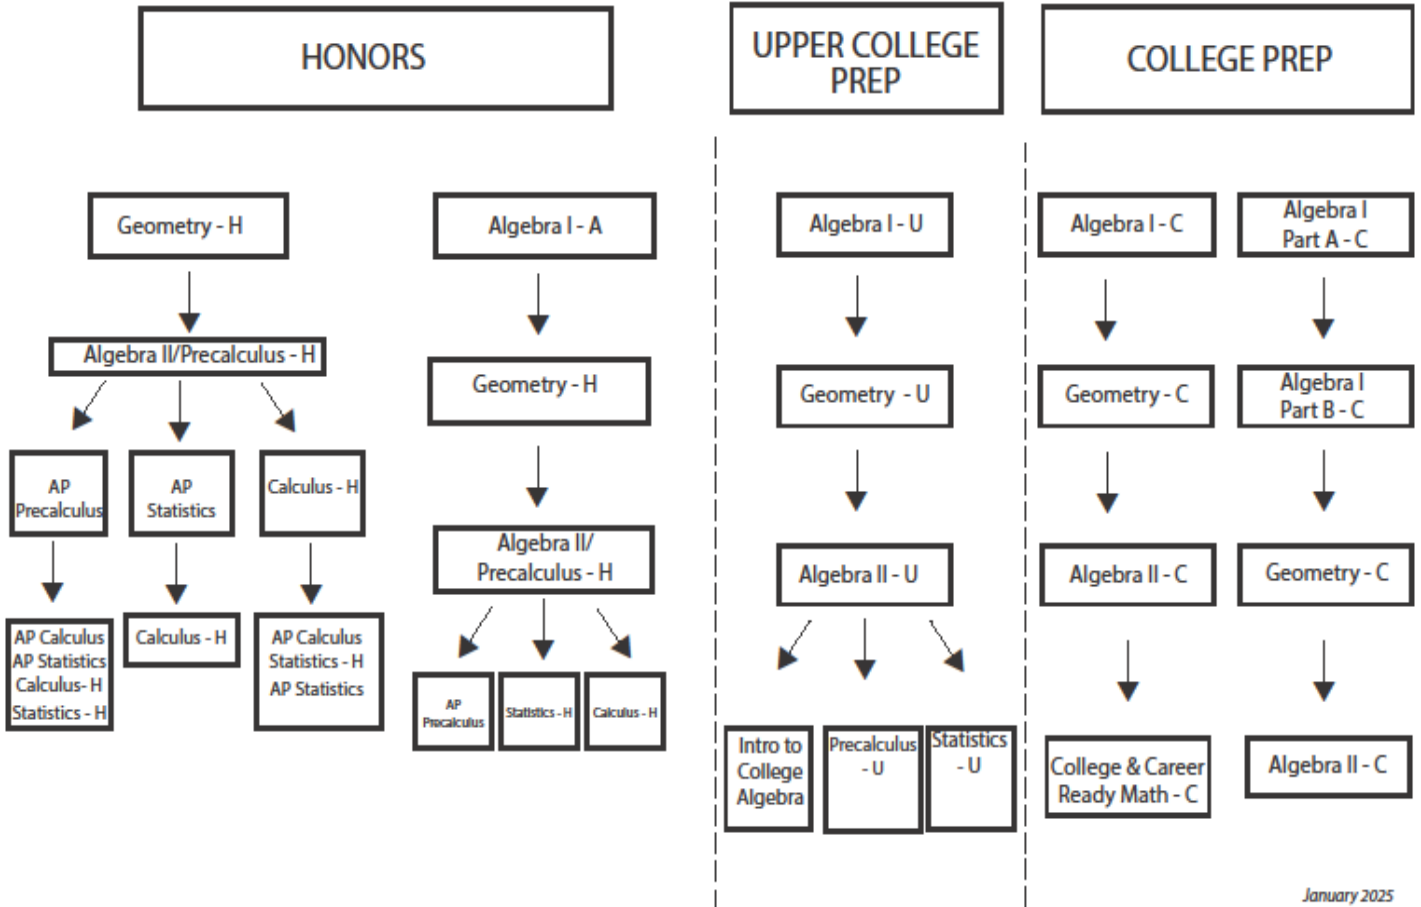 HONORS
UPPER COLLEGE
PREP
COLLEGE PREP
Geometry - H
Algebra II/Precalculus - H
AP
Precalculus
AP
Statistics
Calculus - H
AP Calculus
AP Statistics
Calculus- H
Statistics - H
Calculus - H
AP Calculus
Statistics - H
AP Statistics
Algebra I - A
Geometry - H
Algebra II/
Precalculus - H
AP
Precalculus
Statistics - H
Calculus - H
Algebra I - U
Geometry - U
Algebra II - U
Intro to
College
Algebra
Precalculus
- U
Statistics
- U
Algebra I - C
Geometry - C
Algebra II - C
College & Career
Ready Math - C
Algebra I
Part A - C
Algebra I
Part B - C
Geometry - C
Algebra II - C
January 2025